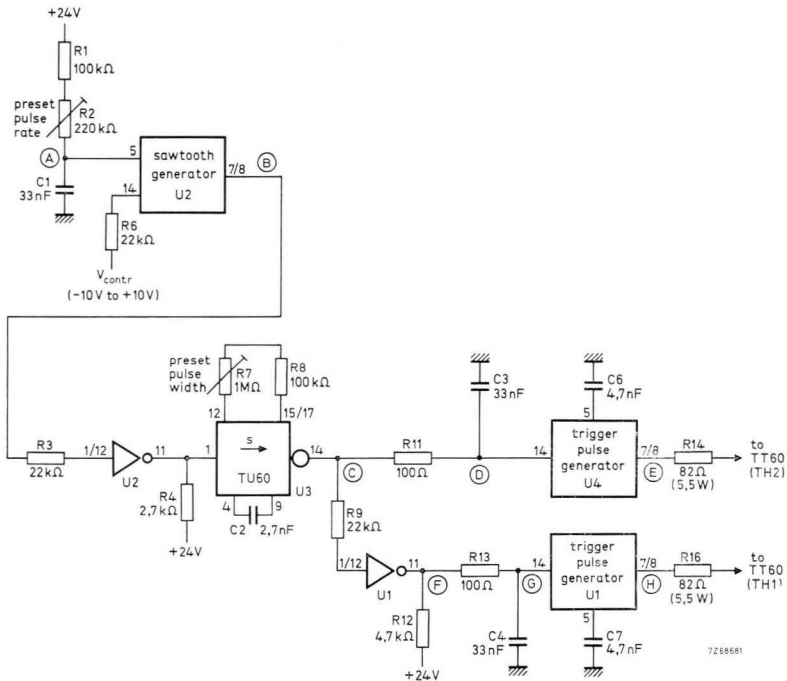 +24V
R1
100kΩ
preset
pulse
rate
R2
220kΩ
A
C1
33nF
5
sawtooth
generator
U2
7/8
B
14
R6
22kΩ
Vcontr
(−10V to +10V)
preset
pulse
width
R7
1MΩ
R8
100kΩ
12
15/17
R3
22kΩ
1/12
U2
11
1
R4
2,7kΩ
+24V
s
TU60
14
U3
4
9
C2
2,7nF
C
R9
22kΩ
R11
100Ω
C3
33nF
D
C6
4,7nF
5
14
trigger
pulse
generator
U4
7/8
E
R14
82Ω
(5,5W)
to
TT60
(TH2)
1/12
U1
11
F
R12
4,7kΩ
+24V
R13
100Ω
G
14
C4
33nF
trigger
pulse
generator
U1
5
C7
4,7nF
7/8
H
R16
82Ω
(5,5W)
to
TT60
(TH1)
7Z68681